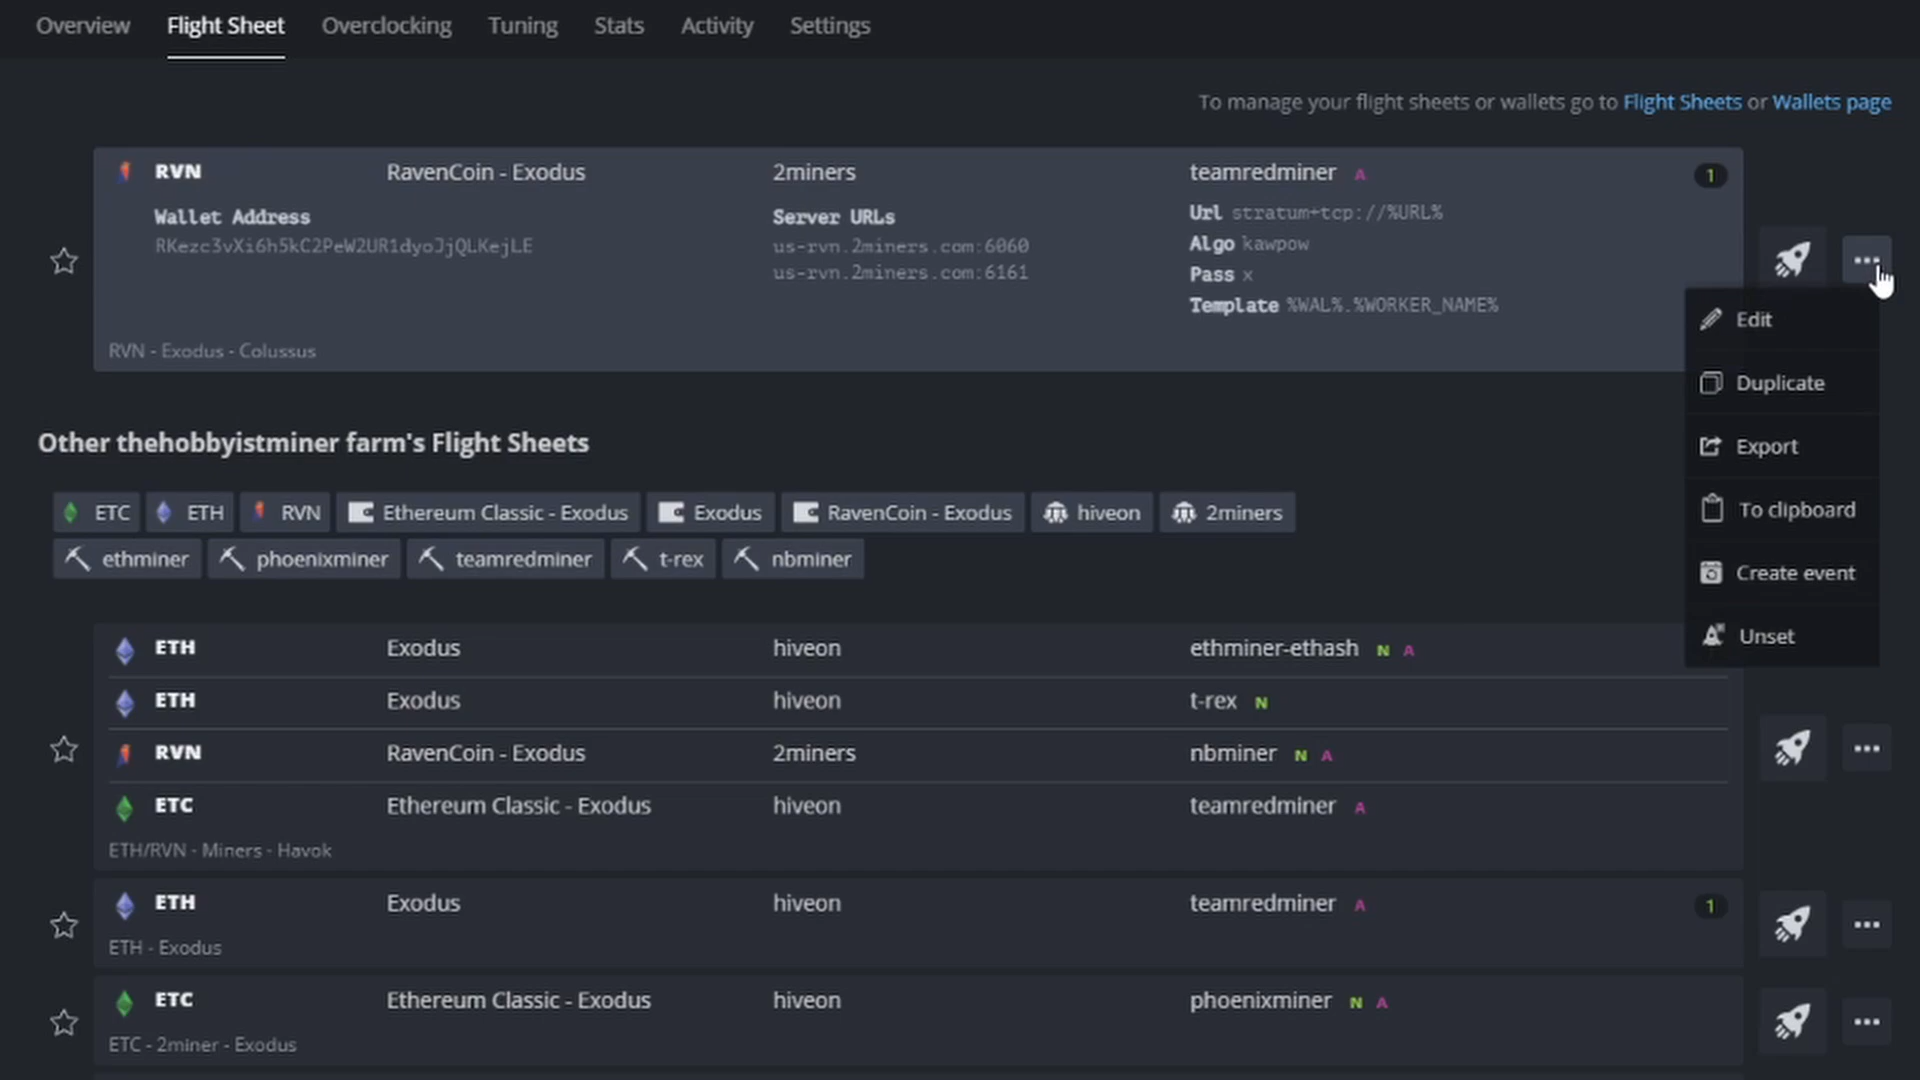 Overview Flight Sheet Overclocking Tuning Stats Activity Settings
To manage your flight sheets or wallets go to Flight Sheets or Wallets page
RVN RavenCoin - Exodus 2miners teamredminer A 1
Wallet Address Server URLs Url stratum+tcp://%URL%
RKezc3vXi6h5kC2PeW2UR1dyoJjQLKejLE us-rvn.2miners.com:6060 Algo kawpow
us-rvn.2miners.com:6161 Pass x
Template %WAL%.%WORKER_NAME%
RVN - Exodus - Colussus
Edit
Duplicate
Export
To clipboard
Create event
Unset
Other thehobbyistminer farm's Flight Sheets
ETC ETH RVN Ethereum Classic - Exodus Exodus RavenCoin - Exodus hiveon 2miners
ethminer phoenixminer teamredminer t-rex nbminer
ETH Exodus hiveon ethminer-ethash N A
ETH Exodus hiveon t-rex N
RVN RavenCoin - Exodus 2miners nbminer N A
ETC Ethereum Classic - Exodus hiveon teamredminer A
ETH/RVN - Miners - Havok
ETH Exodus hiveon teamredminer A 1
ETH - Exodus
ETC Ethereum Classic - Exodus hiveon phoenixminer N A
ETC - 2miner - Exodus